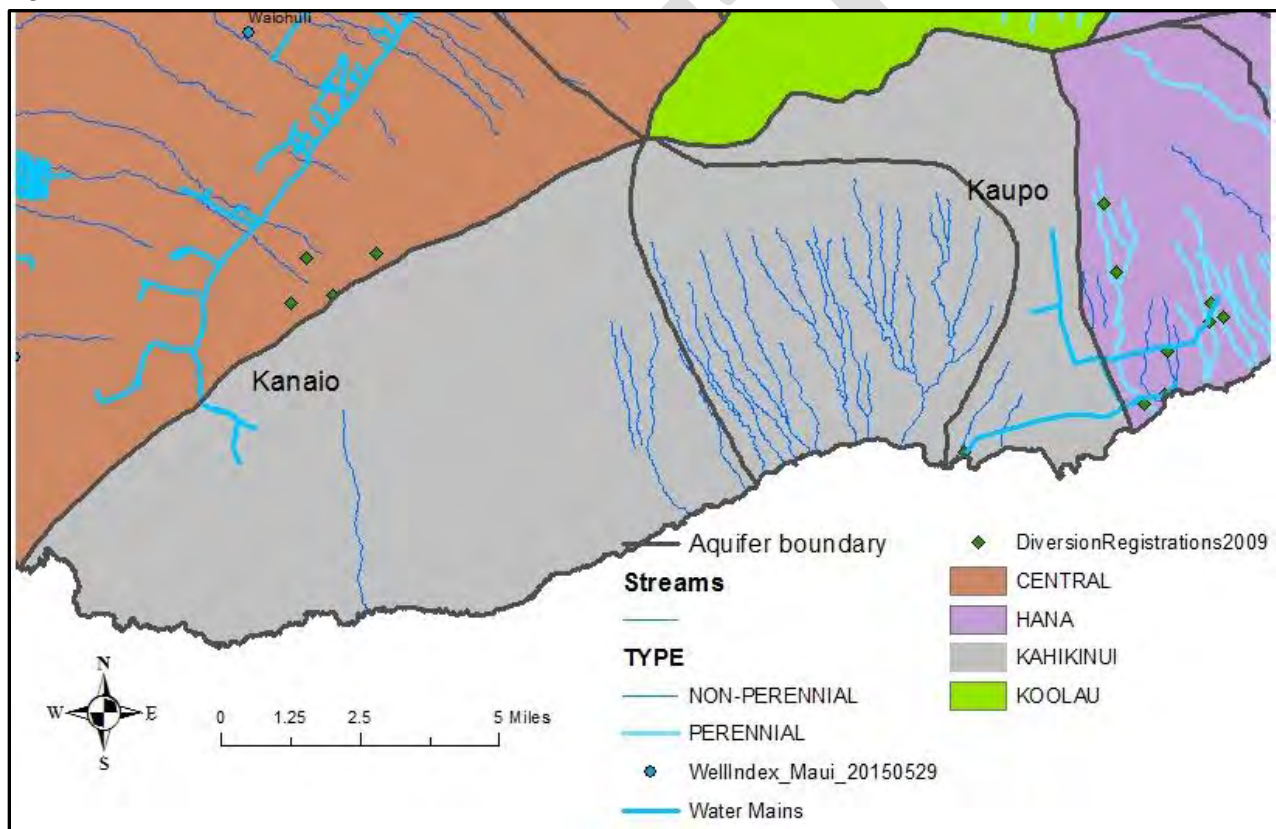 Waiohuli
Kaupo
Kanaio
Aquifer boundary
Streams
TYPE
NON-PERENNIAL
PERENNIAL
WellIndex_Maui_20150529
Water Mains
DiversionRegistrations2009
CENTRAL
HANA
KAHIKINUI
KOOLAU
N
W E
S
0 1.25 2.5 5 Miles